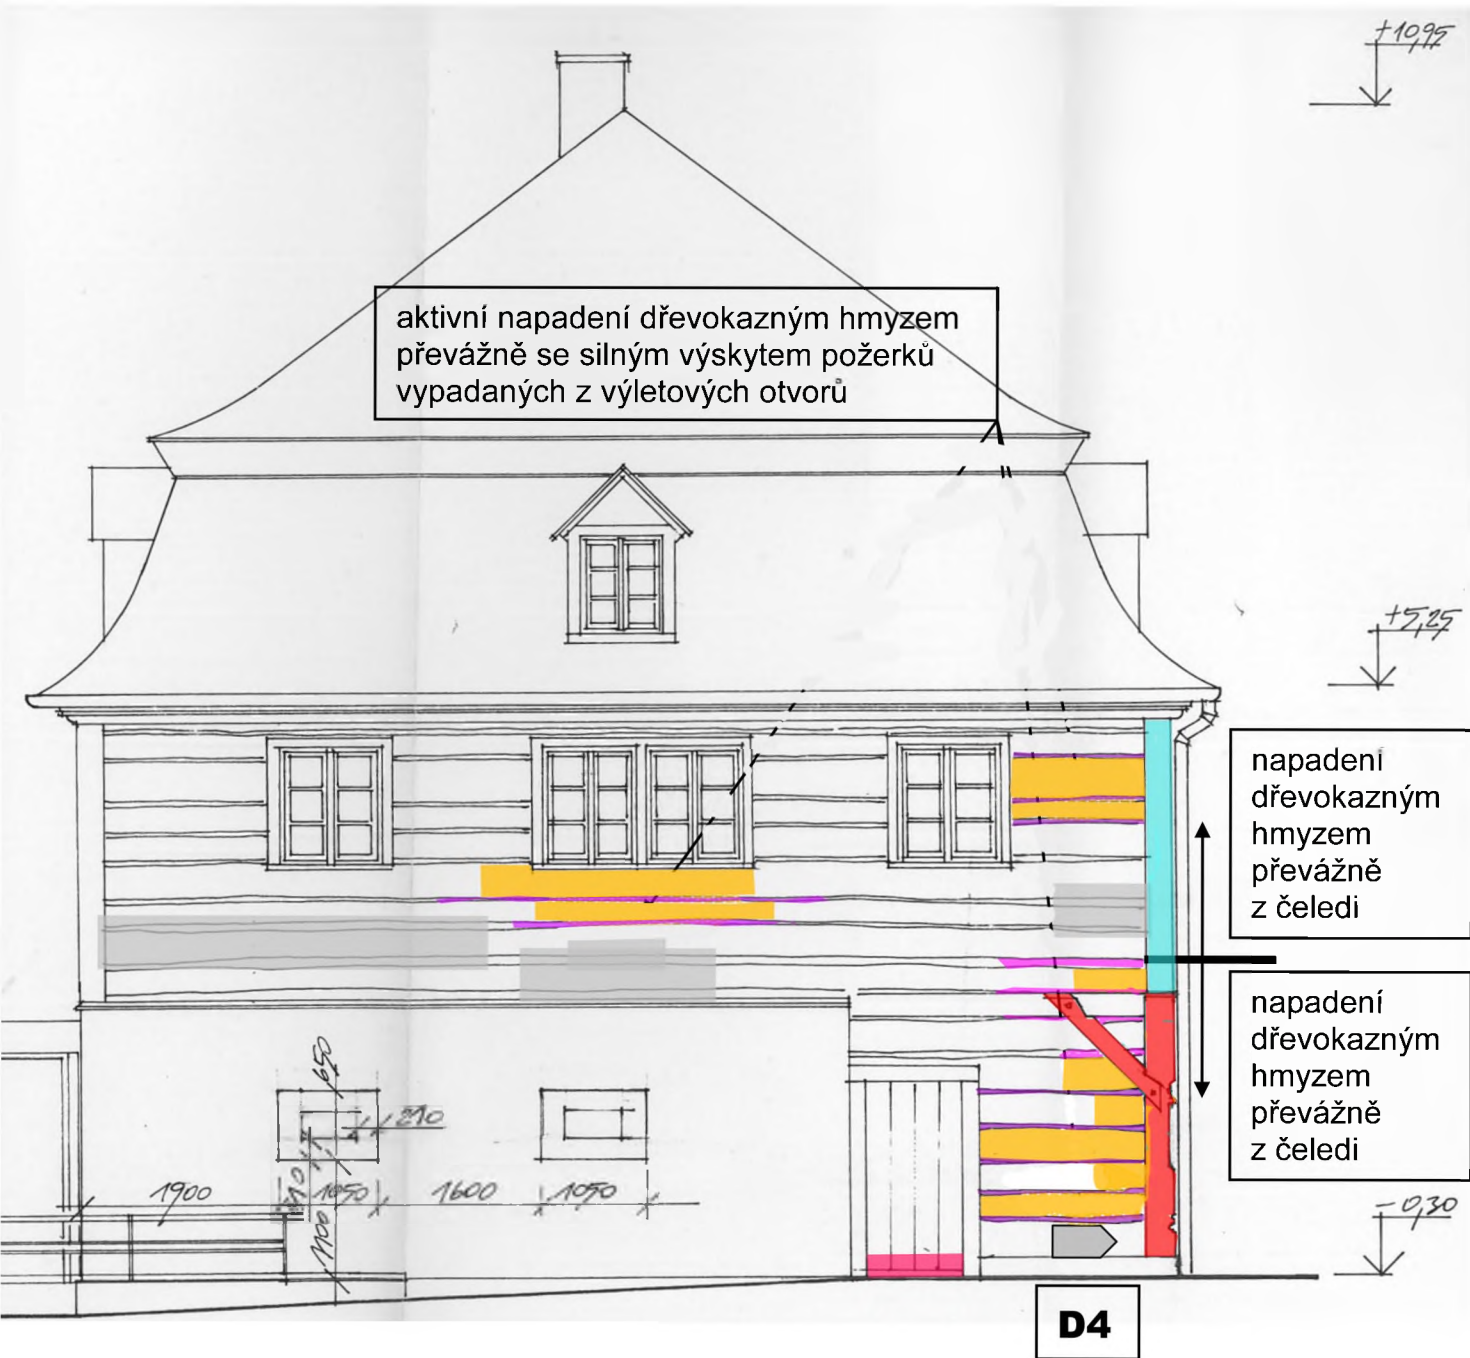 +10,95
aktivní napadení dřevokazným hmyzem
převážně se silným výskytem požerků
vypadaných z výletových otvorů
+5,25
napadení
dřevokazným
hmyzem
převážně
z čeledi
napadení
dřevokazným
hmyzem
převážně
z čeledi
650
210
1900
1050
1600
1050
1100
-0,30
D4